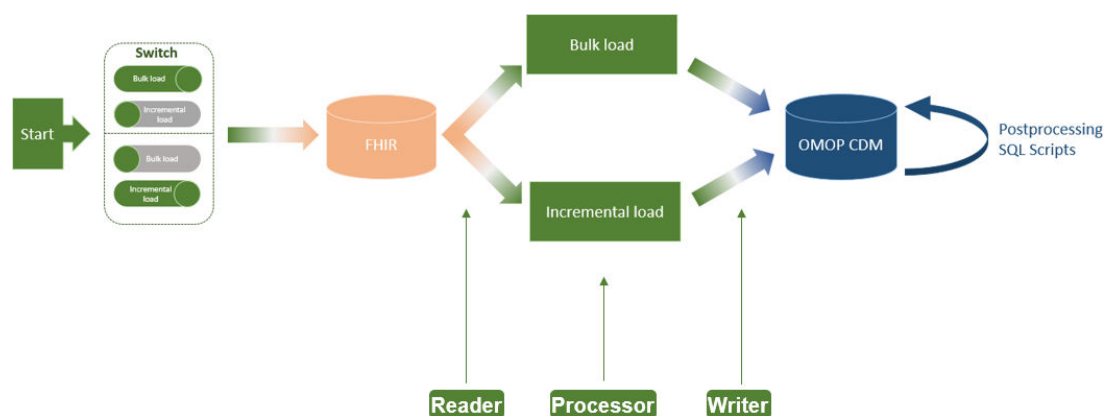 Switch
Bulk load
Incremental
load
Bulk load
Incremental
load
Start
FHIR
Bulk load
Incremental load
OMOP CDM
Postprocessing
SQL Scripts
Reader
Processor
Writer